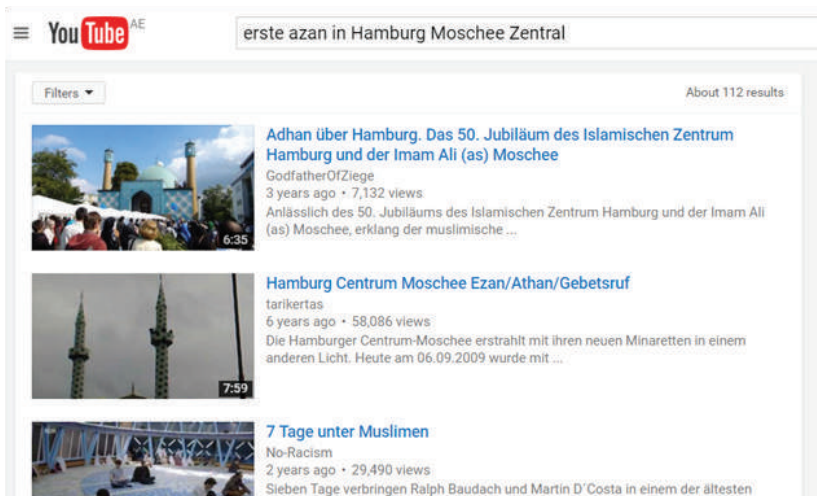 ≡ YouTube AE
erste azan in Hamburg Moschee Zentral
Filters
About 112 results
Adhan über Hamburg. Das 50. Jubiläum des Islamischen Zentrum
Hamburg und der Imam Ali (as) Moschee
GodfatherOfZiege
3 years ago • 7,132 views
Anlässlich des 50. Jubiläums des Islamischen Zentrum Hamburg und der Imam Ali
(as) Moschee, erklang der muslimische ...
6:35
Hamburg Centrum Moschee Ezan/Athan/Gebetsruf
tarikertas
6 years ago • 58,086 views
Die Hamburger Centrum-Moschee erstrahlt mit ihren neuen Minaretten in einem
anderen Licht. Heute am 06.09.2009 wurde mit ...
7:59
7 Tage unter Muslimen
No-Racism
2 years ago • 29,490 views
Sieben Tage verbringen Ralph Baudach und Martin D´Costa in einem der ältesten